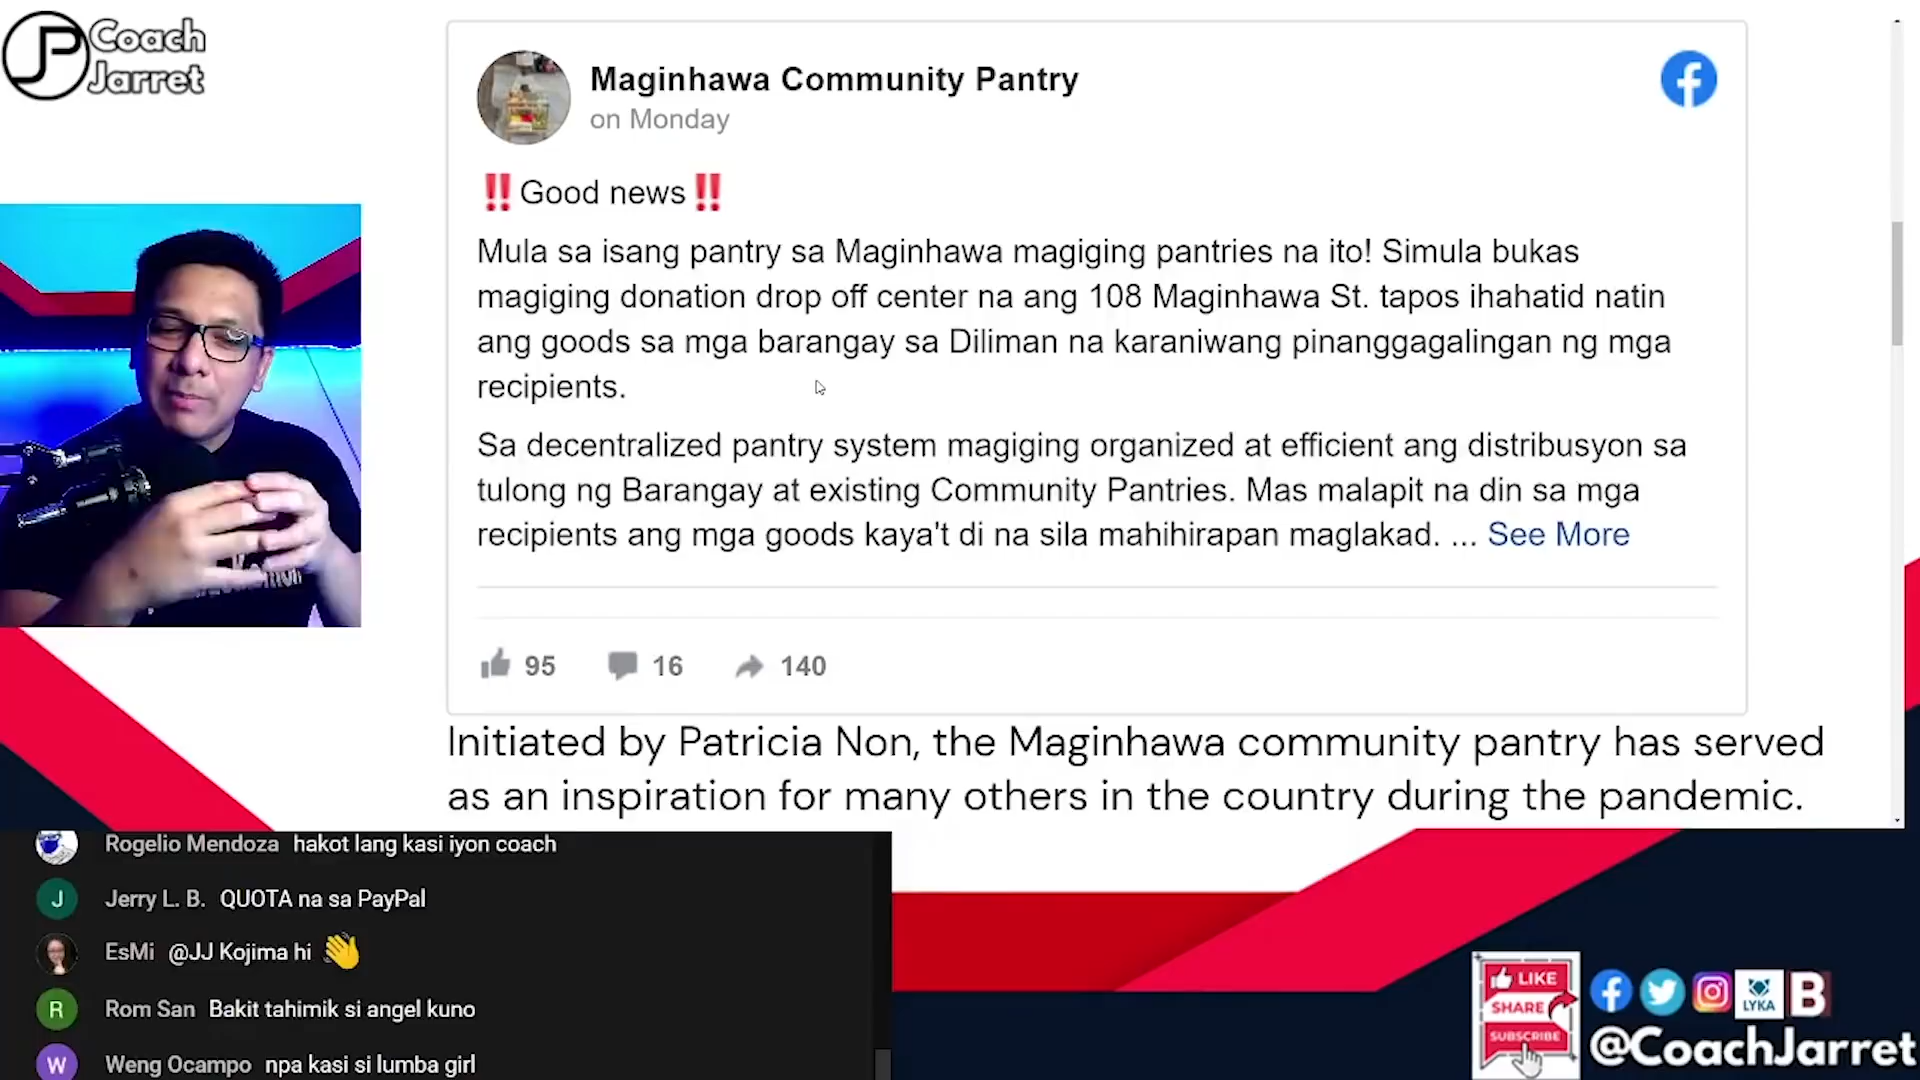 Coach
Jarret
Maginhawa Community Pantry
on Monday
‼️Good news‼️
Mula sa isang pantry sa Maginhawa magiging pantries na ito! Simula bukas
magiging donation drop off center na ang 108 Maginhawa St. tapos ihahatid natin
ang goods sa mga barangay sa Diliman na karaniwang pinanggagalingan ng mga
recipients.
Sa decentralized pantry system magiging organized at efficient ang distribusyon sa
tulong ng Barangay at existing Community Pantries. Mas malapit na din sa mga
recipients ang mga goods kaya't di na sila mahihirapan maglakad. ... See More
95 16 140
Initiated by Patricia Non, the Maginhawa community pantry has served
as an inspiration for many others in the country during the pandemic.
Rogelio Mendoza hakot lang kasi iyon coach
J Jerry L. B. QUOTA na sa PayPal
EsMi @JJ Kojima hi 👋
R Rom San Bakit tahimik si angel kuno
W Weng Ocampo npa kasi si lumba girl
LIKE
SHARE
SUBSCRIBE
LYKA
B
@CoachJarret